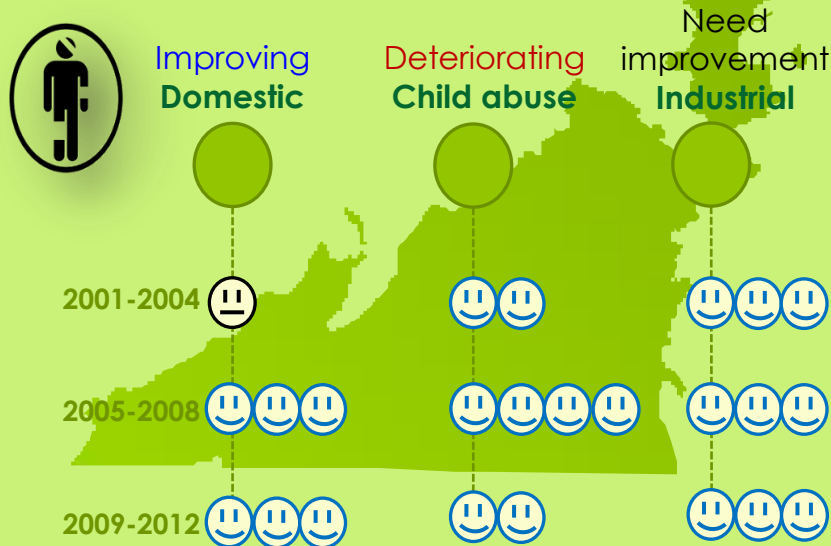 Improving
Domestic
Deteriorating
Child abuse
Need
improvement
Industrial
2001-2004
2005-2008
2009-2012